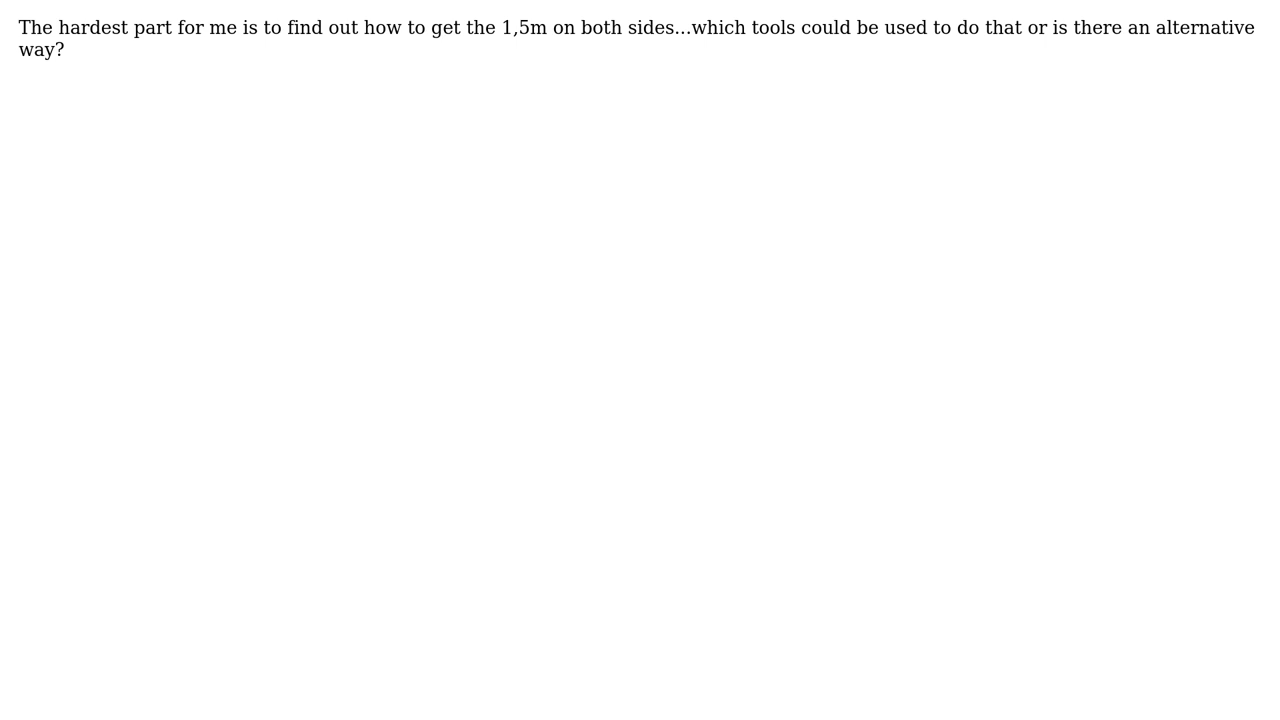 The hardest part for me is to find out how to get the 1,5m on both sides...which tools could be used to do that or is there an alternative
way?